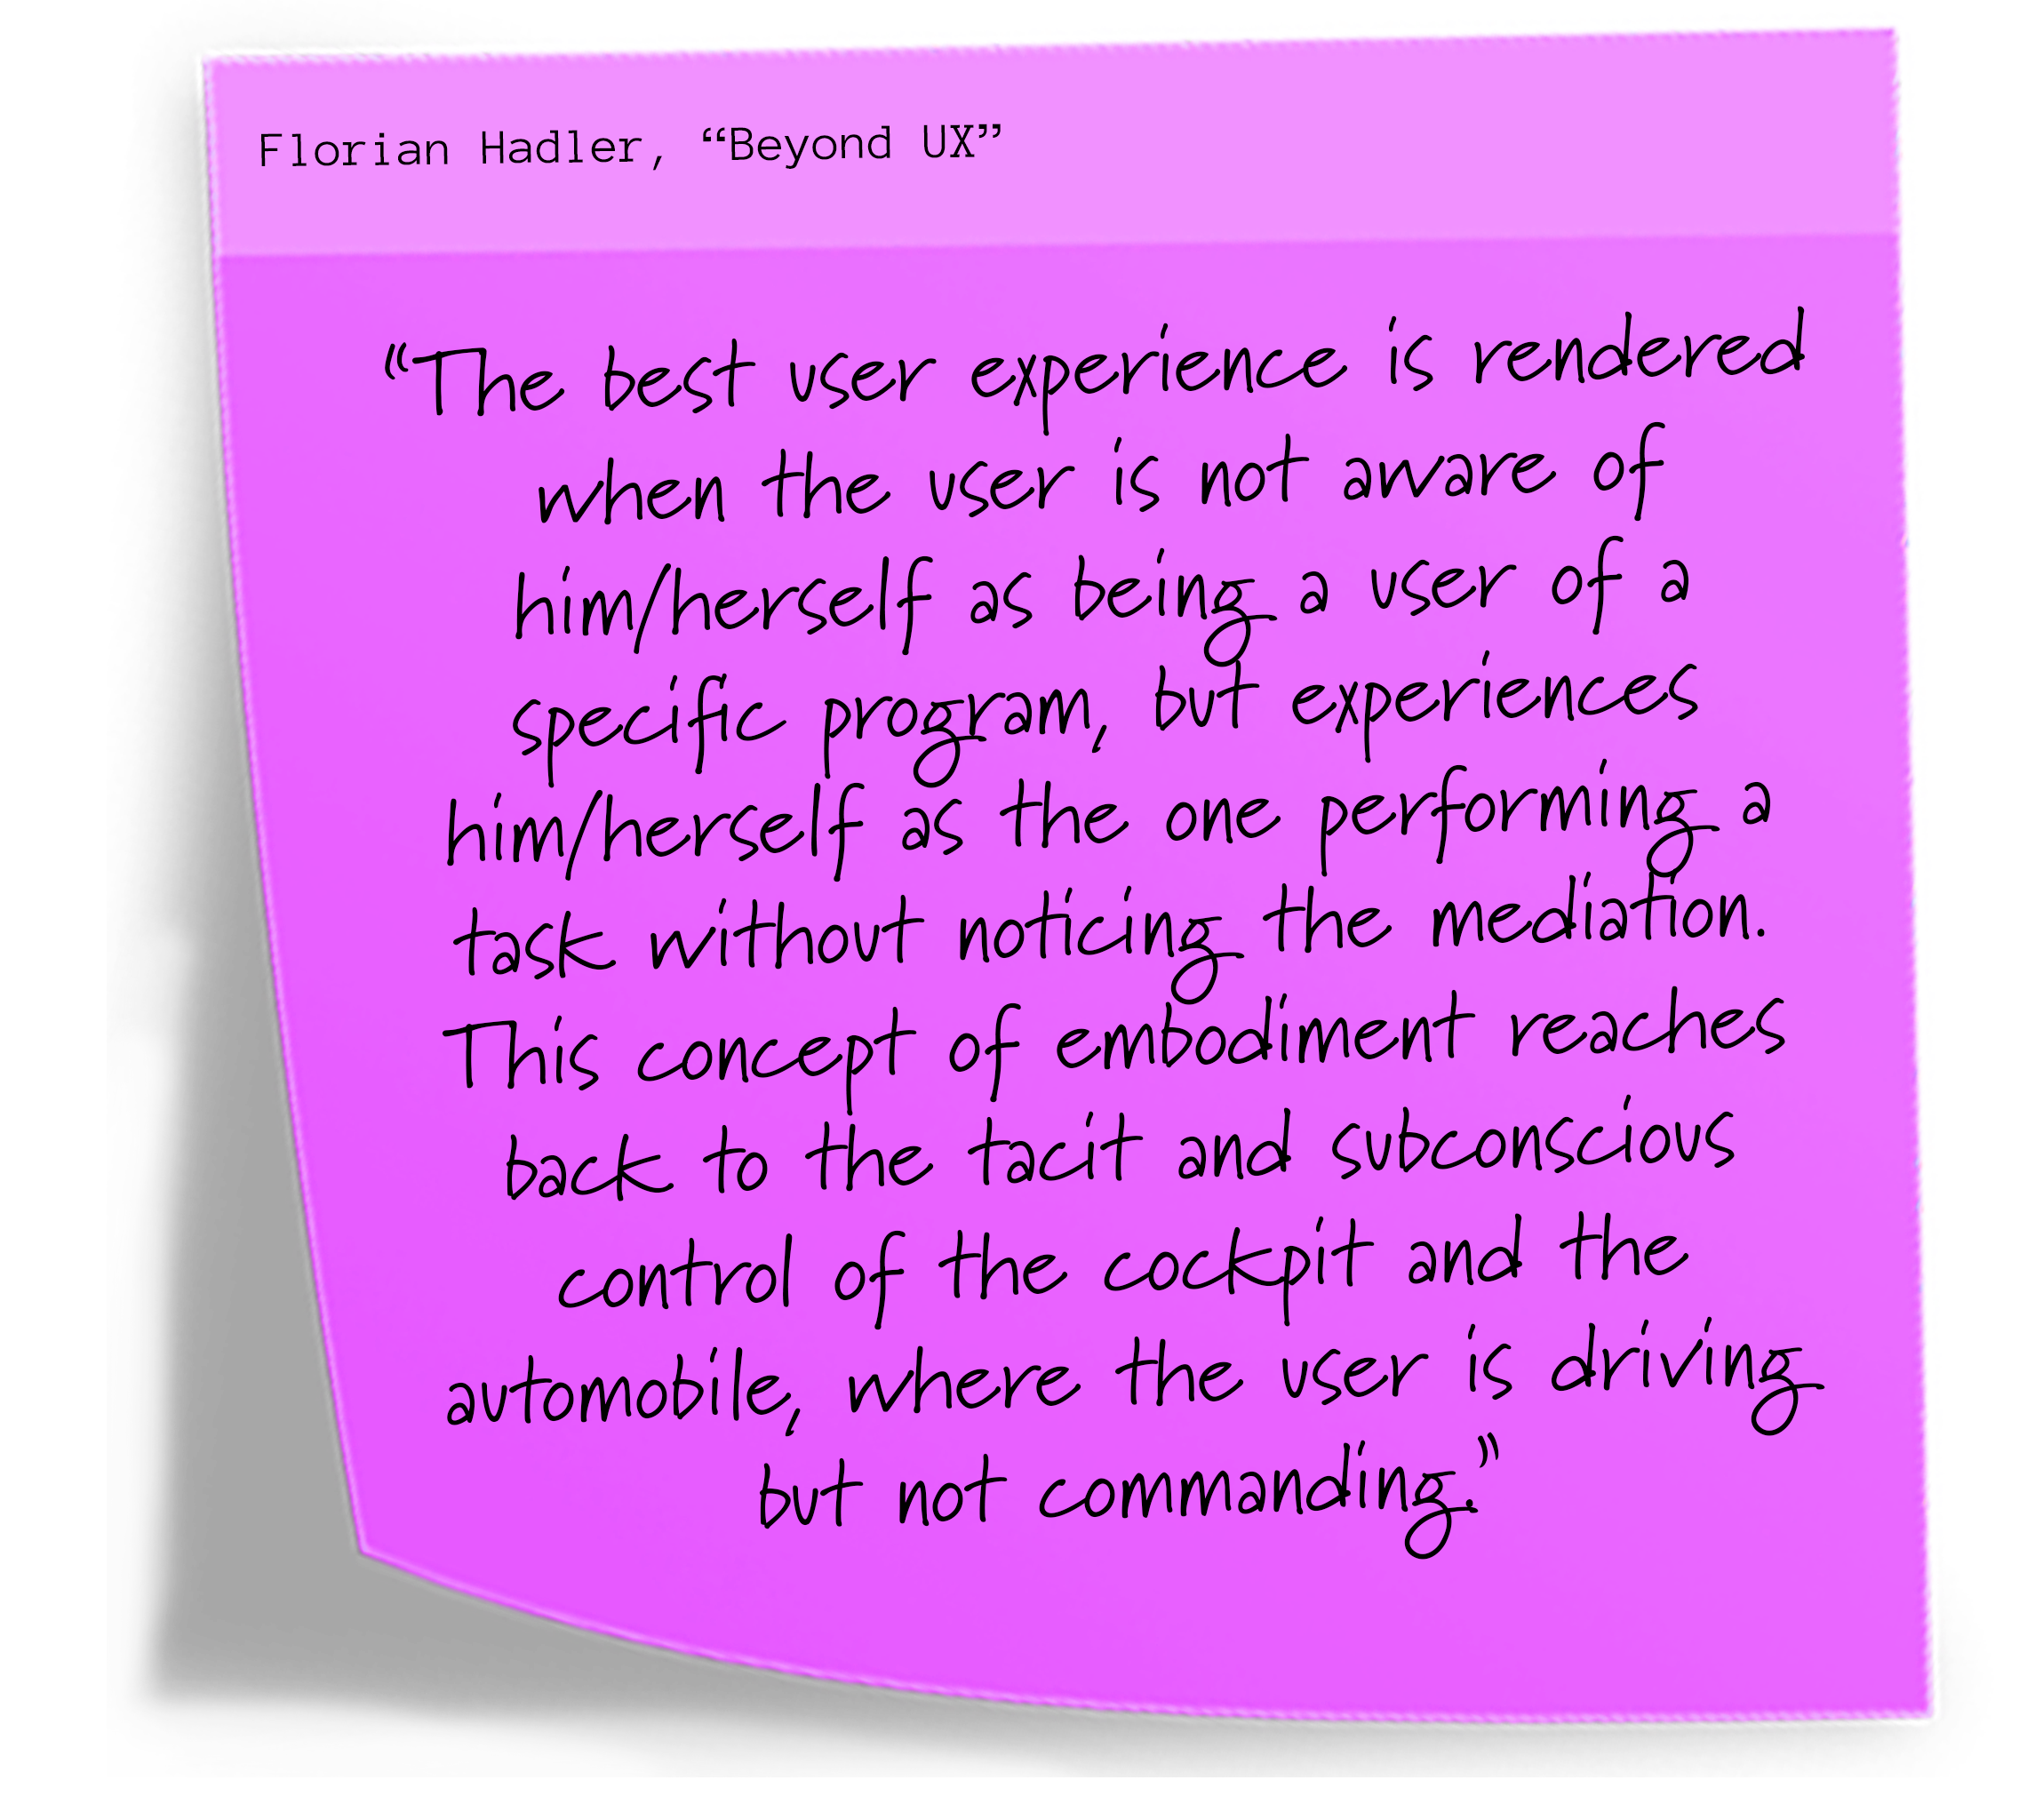 Florian Hadler, “Beyond UX”
“The best user experience is rendered
when the user is not aware of
him/herself as being a user of a
specific program, but experiences
him/herself as the one performing a
task without noticing the mediation.
This concept of embodiment reaches
back to the tacit and subconscious
control of the cockpit and the
automobile, where the user is driving
but not commanding.”